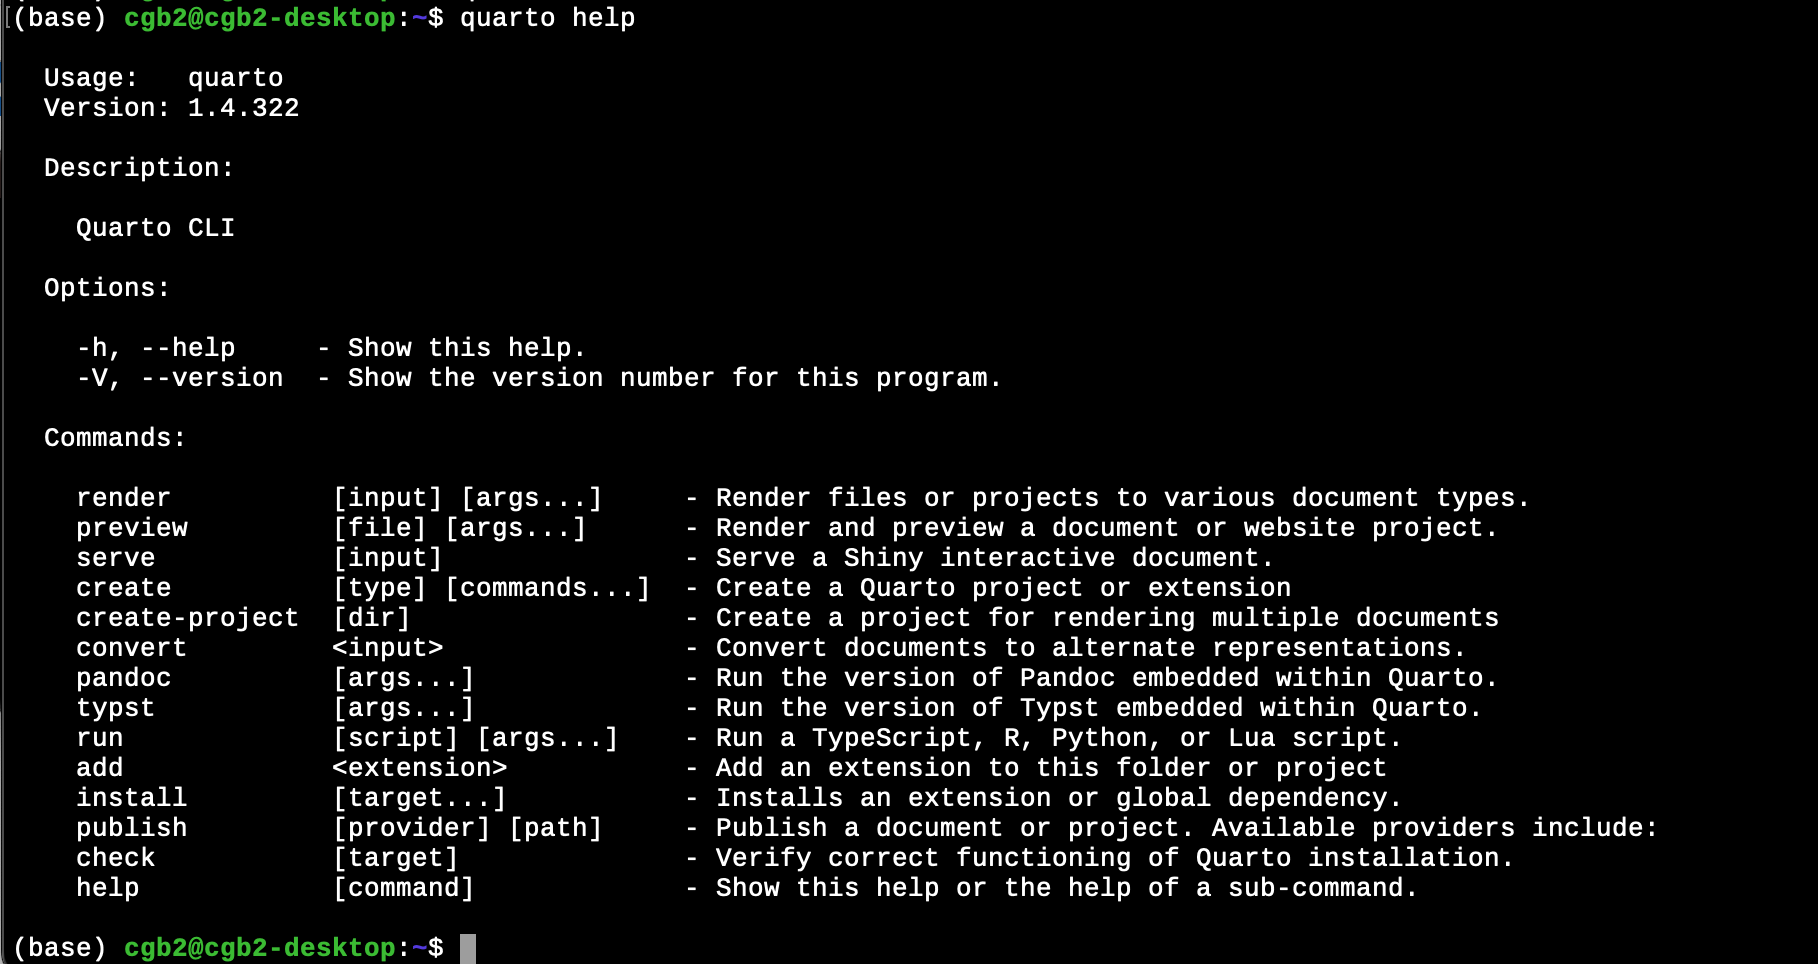 (base) cgb2@cgb2-desktop:~$ quarto help
Usage:   quarto
Version: 1.4.322
Description:
Quarto CLI
Options:
-h, --help     - Show this help.
-V, --version  - Show the version number for this program.
Commands:
render          [input] [args...]     - Render files or projects to various document types.
preview         [file] [args...]      - Render and preview a document or website project.
serve           [input]               - Serve a Shiny interactive document.
create          [type] [commands...]  - Create a Quarto project or extension
create-project  [dir]                 - Create a project for rendering multiple documents
convert         <input>               - Convert documents to alternate representations.
pandoc          [args...]             - Run the version of Pandoc embedded within Quarto.
typst           [args...]             - Run the version of Typst embedded within Quarto.
run             [script] [args...]    - Run a TypeScript, R, Python, or Lua script.
add             <extension>           - Add an extension to this folder or project
install         [target...]           - Installs an extension or global dependency.
publish         [provider] [path]     - Publish a document or project. Available providers include:
check           [target]              - Verify correct functioning of Quarto installation.
help            [command]             - Show this help or the help of a sub-command.
(base) cgb2@cgb2-desktop:~$